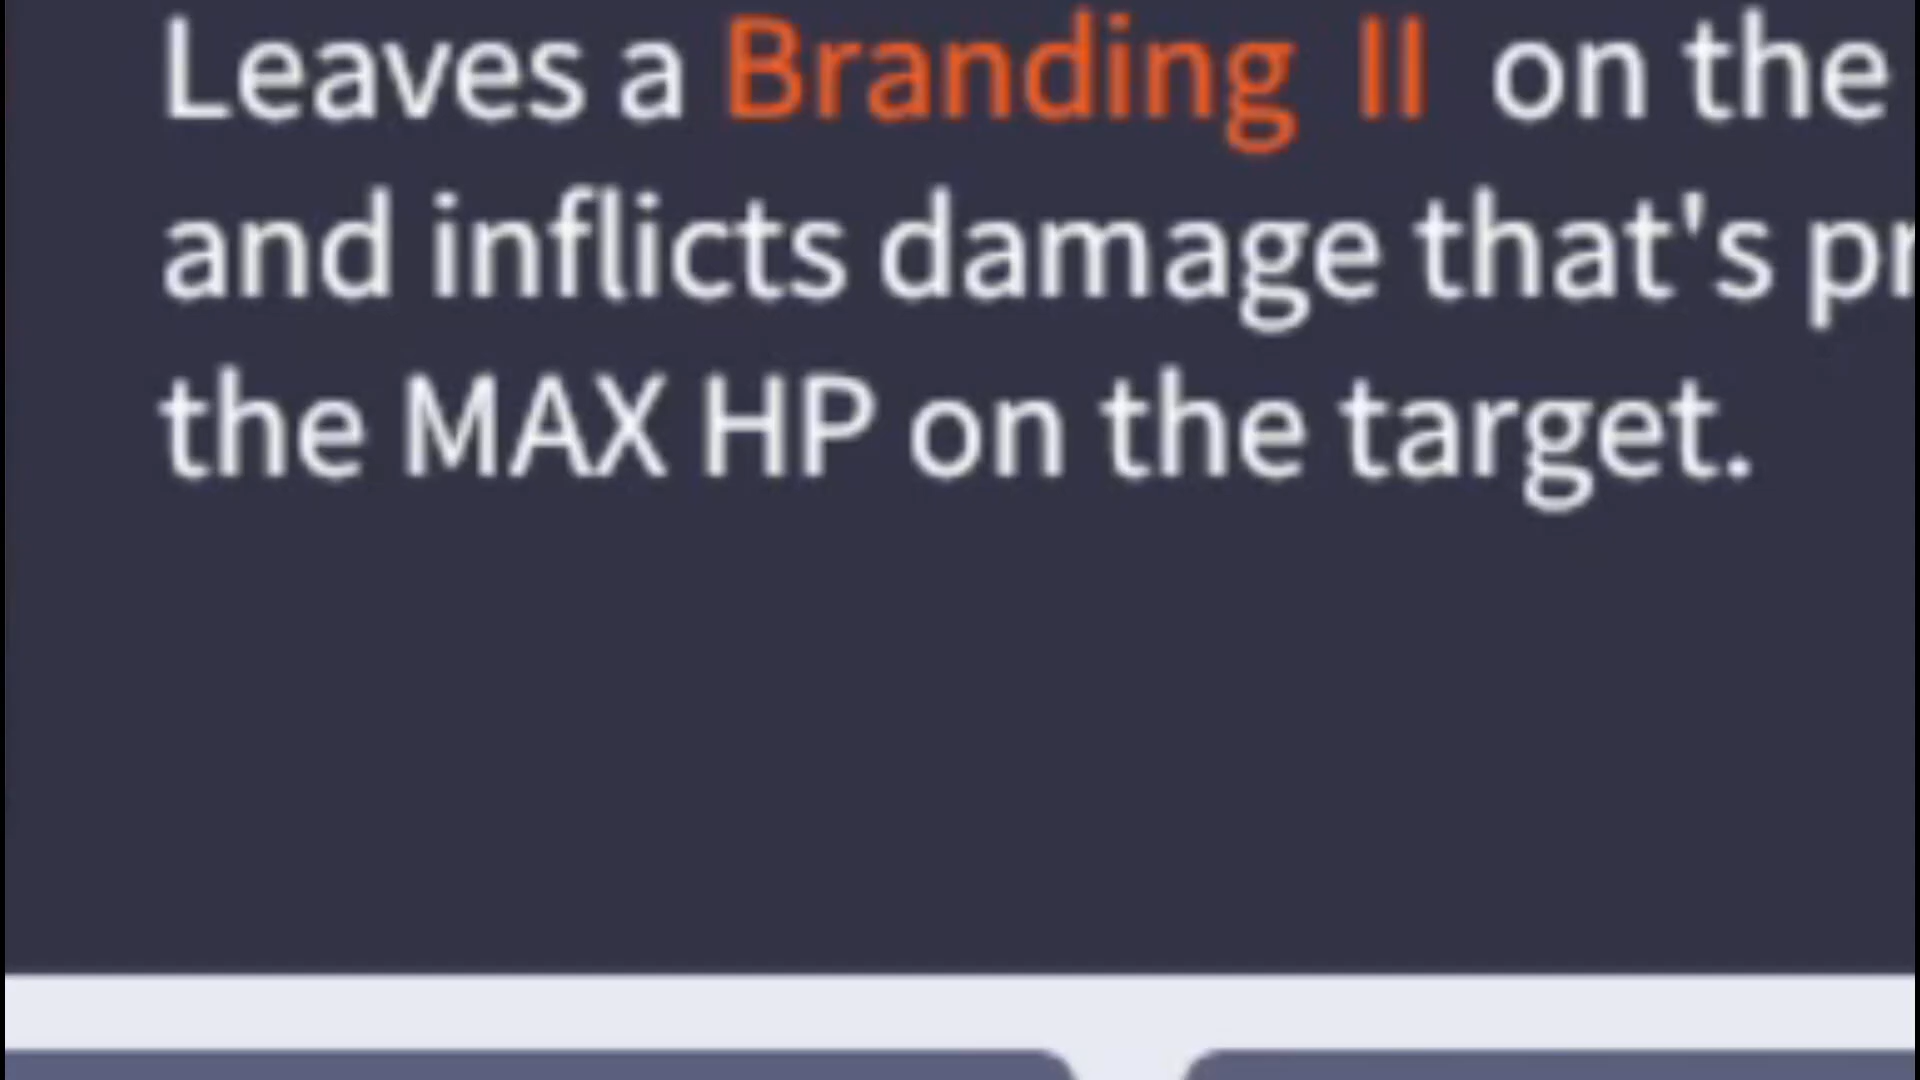 Leaves a Branding II on the
and inflicts damage that's
the MAX HP on the target.